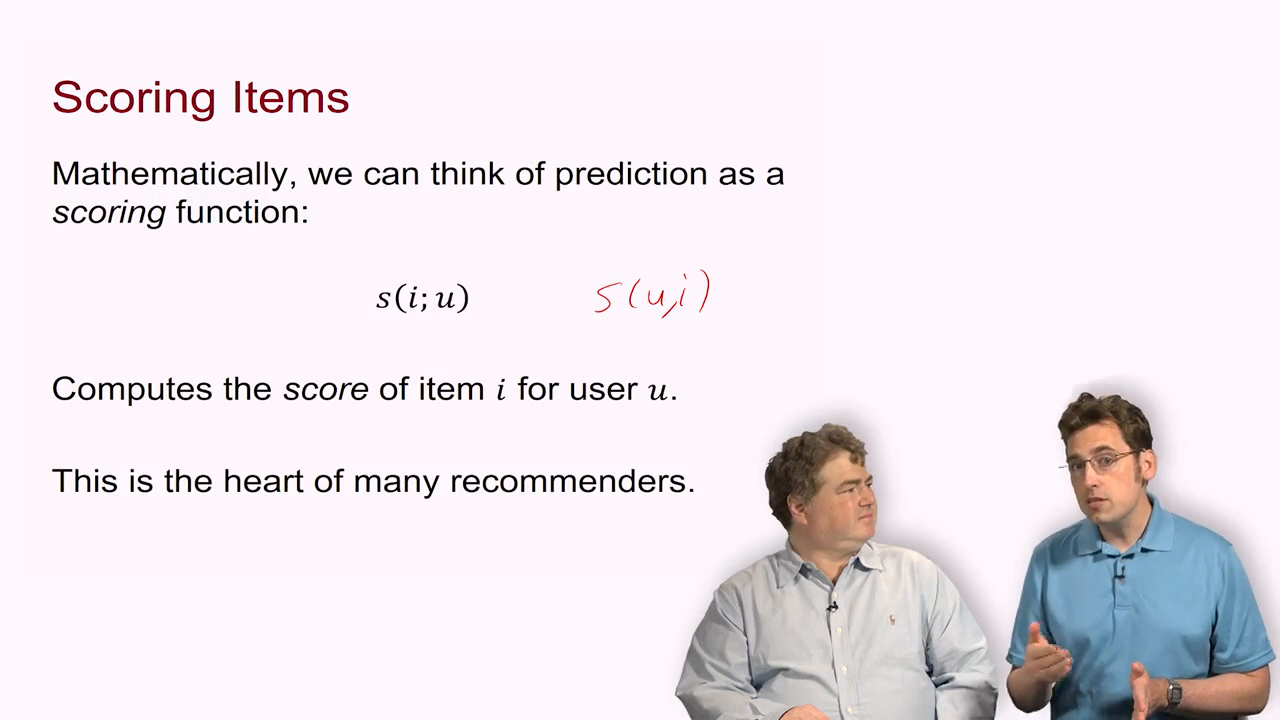 Scoring Items
Mathematically, we can think of prediction as a
scoring function:
s(i; u) s(u,i)
Computes the score of item i for user u.
This is the heart of many recommenders.